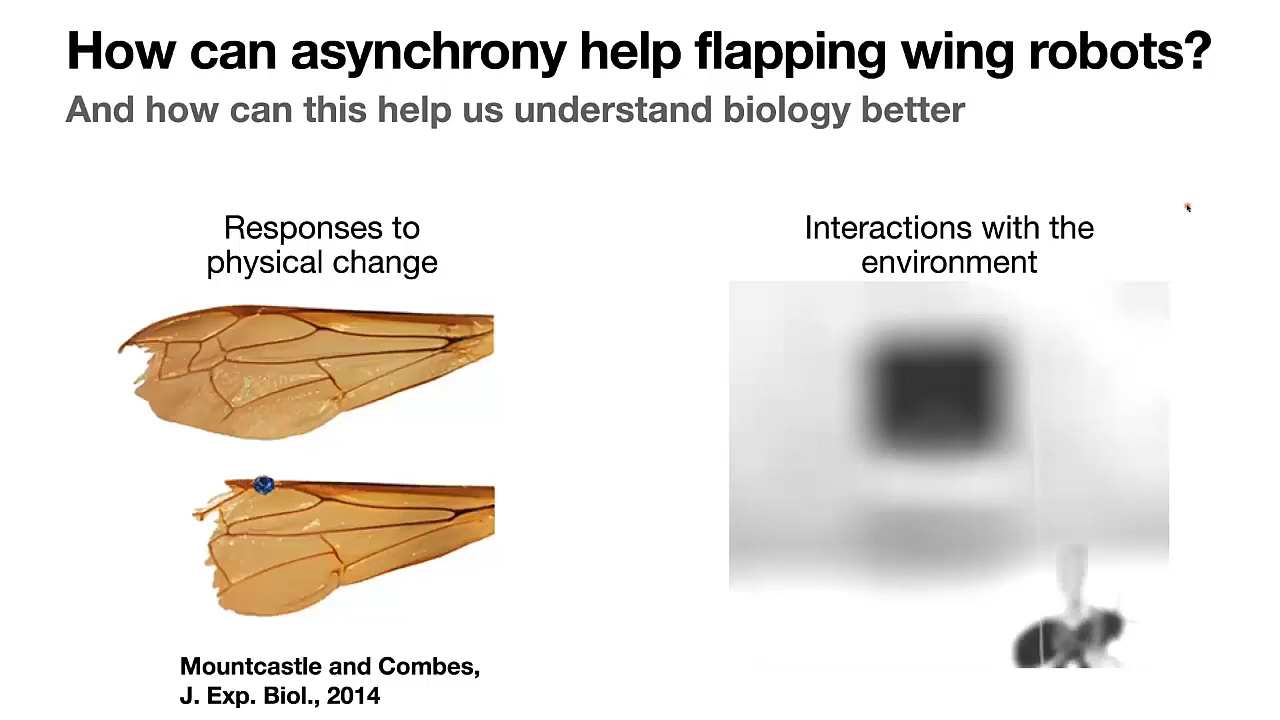 How can asynchrony help flapping wing robots?
And how can this help us understand biology better
Responses to
physical change
Interactions with the
environment
Mountcastle and Combes,
J. Exp. Biol., 2014